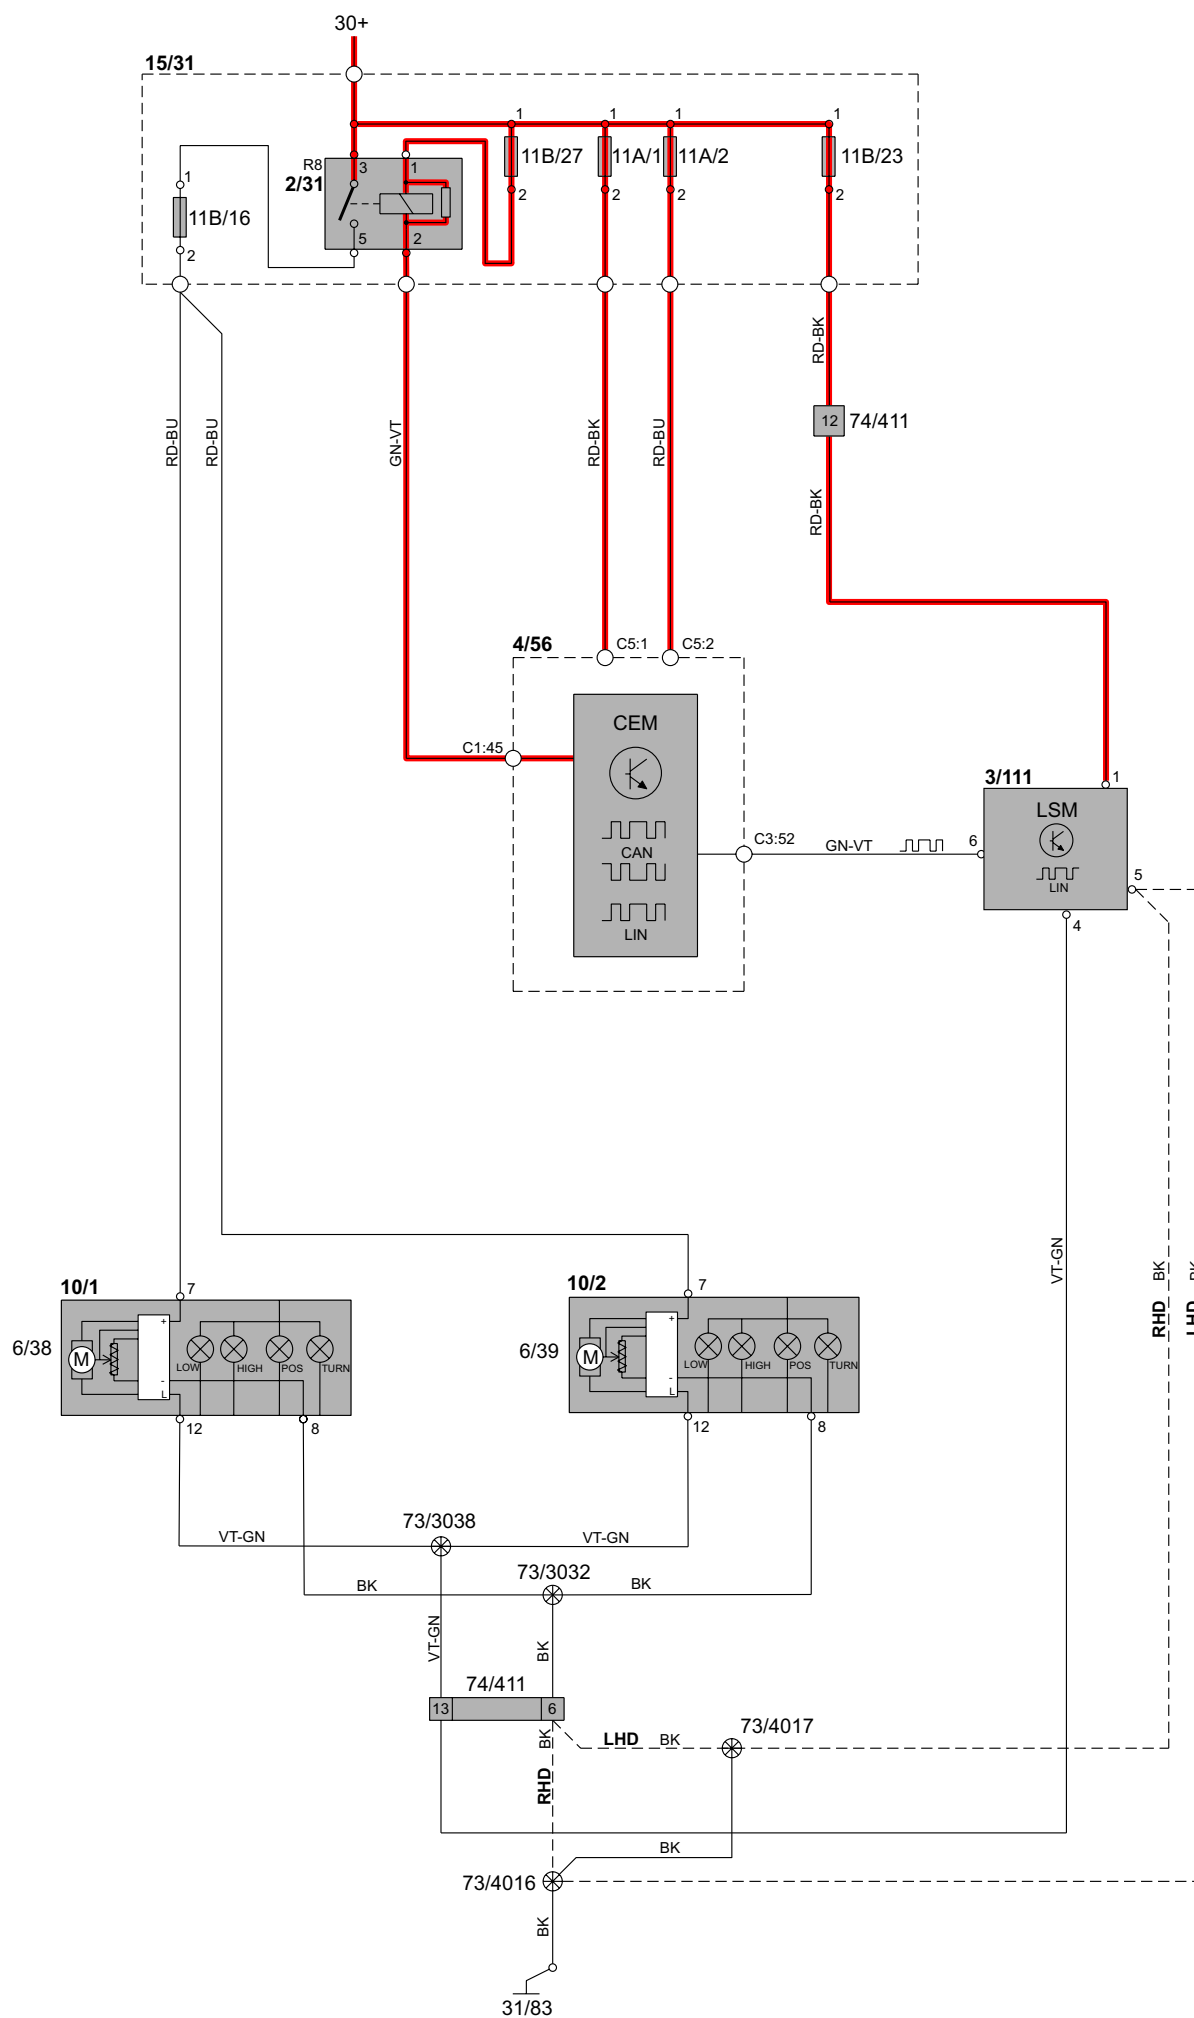 30+
15/31
1 1 1 1
R8 3 1 11B/27 11A/1 11A/2 11B/23
2/31
1
2 2 2 2
11B/16
5 2
2
RD-BK
12 74/411
RD-BU RD-BU GN-VT RD-BK RD-BU
RD-BK
4/56 C5:1 C5:2
CEM
C1:45
3/111 1
LSM
CAN
C3:52 GN-VT 6
LIN 5
LIN
4
VT-GN
RHD BK
LHD BK
10/1 7
10/2 7
6/38 M + - L LOW HIGH POS TURN
6/39 M + - L LOW HIGH POS TURN
12 8
12 8
73/3038
VT-GN VT-GN
73/3032
BK BK
VT-GN BK
74/411
13 6
73/4017
BK LHD BK
RHD
BK
73/4016
BK
31/83